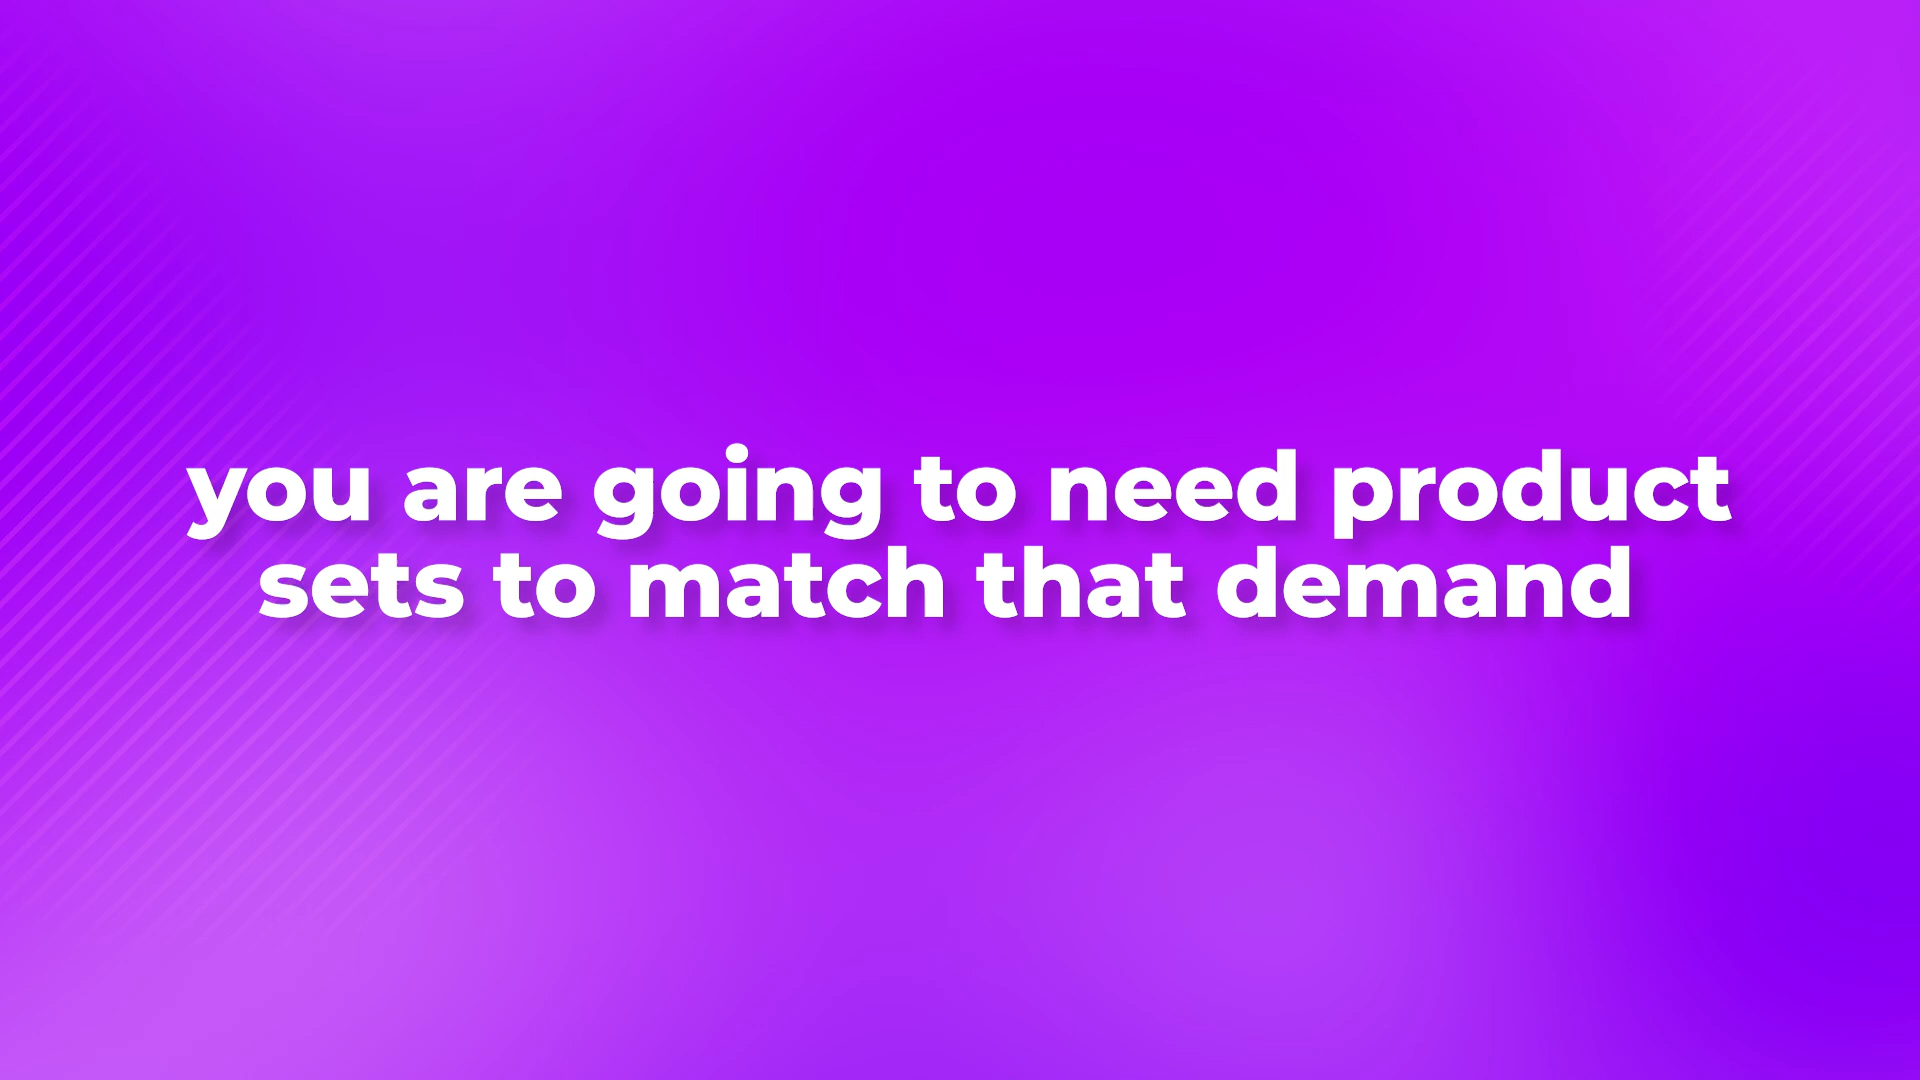 you are going to need product
sets to match that demand